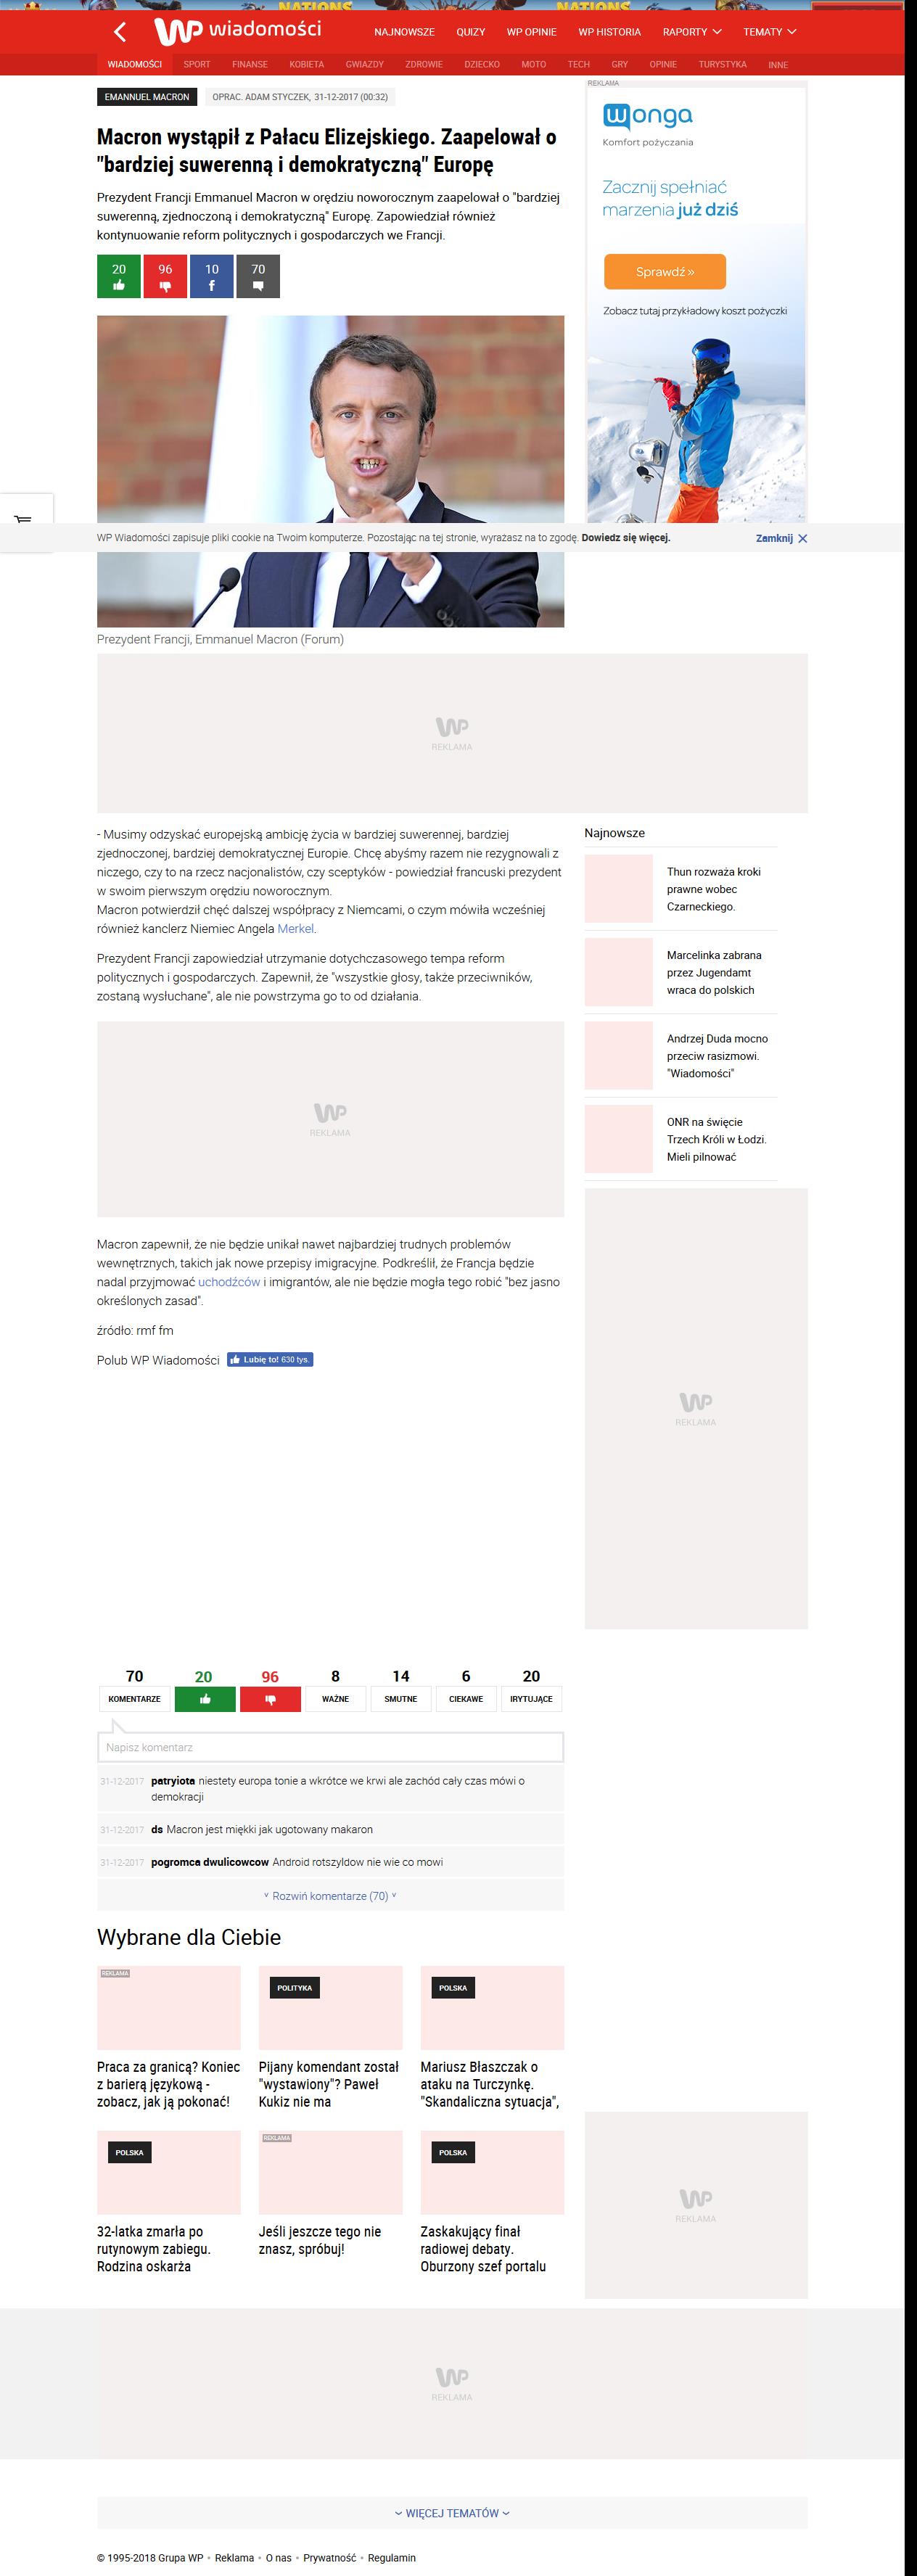 NATIONS
NATIONS
WP wiadomości
NAJNOWSZE QUIZY WP OPINIE WP HISTORIA RAPORTY TEMATY
WIADOMOŚCI SPORT FINANSE KOBIETA GWIAZDY ZDROWIE DZIECKO MOTO TECH GRY OPINIE TURYSTYKA INNE
EMANNUEL MACRON
OPRAC. ADAM STYCZEK, 31-12-2017 (00:32)
Macron wystąpił z Pałacu Elizejskiego. Zaapelował o
"bardziej suwerenną i demokratyczną" Europę
Prezydent Francji Emmanuel Macron w orędziu noworocznym zaapelował o "bardziej
suwerenną, zjednoczoną i demokratyczną" Europę. Zapowiedział również
kontynuowanie reform politycznych i gospodarczych we Francji.
20 96 10 70
REKLAMA
wonga
Komfort pożyczania
Zacznij spełniać
marzenia już dziś
Sprawdź »
Zobacz tutaj przykładowy koszt pożyczki
WP Wiadomości zapisuje pliki cookie na Twoim komputerze. Pozostając na tej stronie, wyrażasz na to zgodę. Dowiedz się więcej.
Zamknij
Prezydent Francji, Emmanuel Macron (Forum)
WP
REKLAMA
- Musimy odzyskać europejską ambicję życia w bardziej suwerennej, bardziej
zjednoczonej, bardziej demokratycznej Europie. Chcę abyśmy razem nie rezygnowali z
niczego, czy to na rzecz nacjonalistów, czy sceptyków - powiedział francuski prezydent
w swoim pierwszym orędziu noworocznym.
Macron potwierdził chęć dalszej współpracy z Niemcami, o czym mówiła wcześniej
również kanclerz Niemiec Angela Merkel.
Prezydent Francji zapowiedział utrzymanie dotychczasowego tempa reform
politycznych i gospodarczych. Zapewnił, że "wszystkie głosy, także przeciwników,
zostaną wysłuchane", ale nie powstrzyma go to od działania.
WP
REKLAMA
Macron zapewnił, że nie będzie unikał nawet najbardziej trudnych problemów
wewnętrznych, takich jak nowe przepisy imigracyjne. Podkreślił, że Francja będzie
nadal przyjmować uchodźców i imigrantów, ale nie będzie mogła tego robić "bez jasno
określonych zasad".
źródło: rmf fm
Polub WP Wiadomości
Lubię to! 630 tys.
Najnowsze
Thun rozważa kroki
prawne wobec
Czarneckiego.
Marcelinka zabrana
przez Jugendamt
wraca do polskich
Andrzej Duda mocno
przeciw rasizmowi.
"Wiadomości"
ONR na święcie
Trzech Króli w Łodzi.
Mieli pilnować
WP
REKLAMA
70 20 96 8 14 6 20
KOMENTARZE WAŻNE SMUTNE CIEKAWE IRYTUJĄCE
Napisz komentarz
31-12-2017 patryiota niestety europa tonie a wkrótce we krwi ale zachód cały czas mówi o
demokracji
31-12-2017 ds Macron jest miękki jak ugotowany makaron
31-12-2017 pogromca dwulicowcow Android rotszyldow nie wie co mowi
Rozwiń komentarze (70)
Wybrane dla Ciebie
REKLAMA
Praca za granicą? Koniec
z barierą językową -
zobacz, jak ją pokonać!
POLITYKA
Pijany komendant został
"wystawiony"? Paweł
Kukiz nie ma
POLSKA
Mariusz Błaszczak o
ataku na Turczynkę.
"Skandaliczna sytuacja",
POLSKA
32-latka zmarła po
rutynowym zabiegu.
Rodzina oskarża
REKLAMA
Jeśli jeszcze tego nie
znasz, spróbuj!
POLSKA
Zaskakujący finał
radiowej debaty.
Oburzony szef portalu
WP
REKLAMA
WP
REKLAMA
WIĘCEJ TEMATÓW
© 1995-2018 Grupa WP • Reklama • O nas • Prywatność • Regulamin